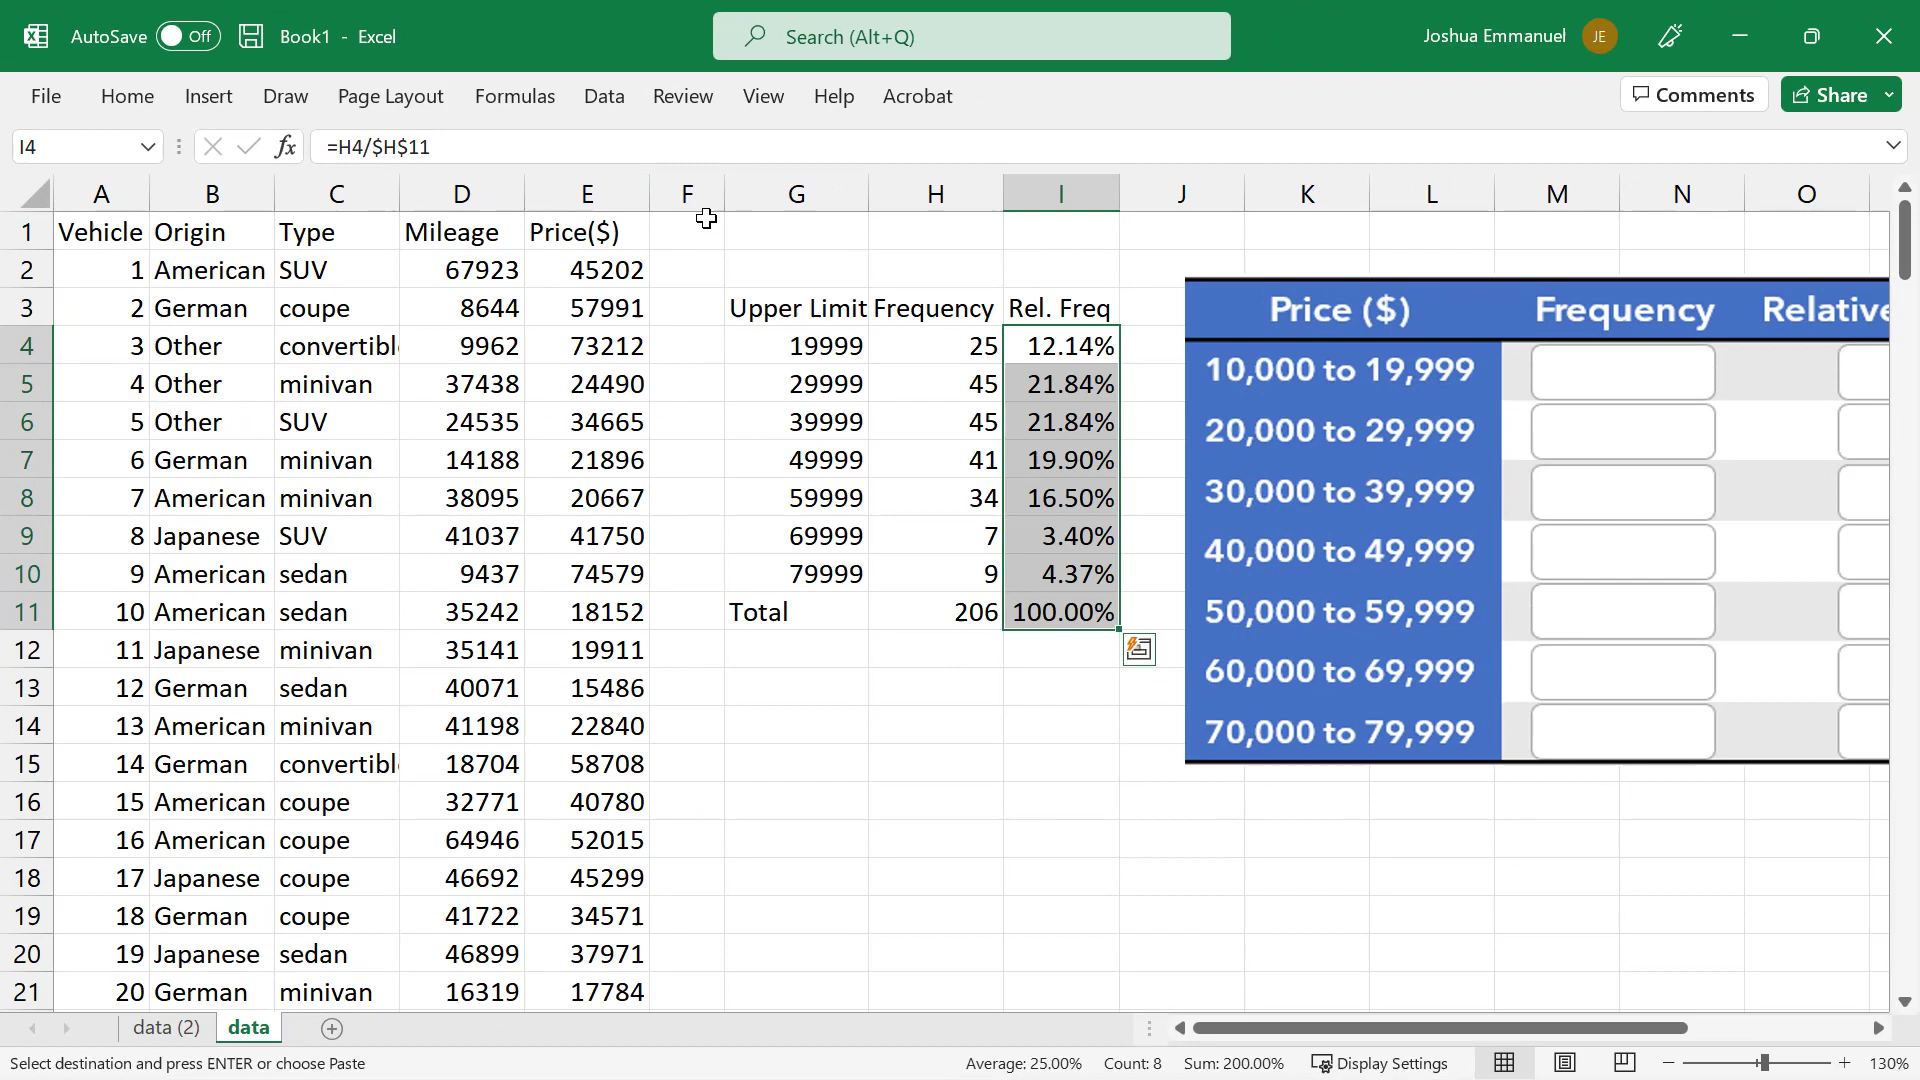 AutoSave Off Book1 - Excel Search (Alt+Q) Joshua Emmanuel JE
File Home Insert Draw Page Layout Formulas Data Review View Help Acrobat Comments Share
I4 fx =H4/$H$11
A B C D E F G H I J K L M N O
1 Vehicle Origin Type Mileage Price($)
2 1 American SUV 67923 45202
3 2 German coupe 8644 57991 Upper Limit Frequency Rel. Freq
4 3 Other convertibl 9962 73212 19999 25 12.14%
5 4 Other minivan 37438 24490 29999 45 21.84%
6 5 Other SUV 24535 34665 39999 45 21.84%
7 6 German minivan 14188 21896 49999 41 19.90%
8 7 American minivan 38095 20667 59999 34 16.50%
9 8 Japanese SUV 41037 41750 69999 7 3.40%
10 9 American sedan 9437 74579 79999 9 4.37%
11 10 American sedan 35242 18152 Total 206 100.00%
12 11 Japanese minivan 35141 19911
13 12 German sedan 40071 15486
14 13 American minivan 41198 22840
15 14 German convertibl 18704 58708
16 15 American coupe 32771 40780
17 16 American coupe 64946 52015
18 17 Japanese coupe 46692 45299
19 18 German coupe 41722 34571
20 19 Japanese sedan 46899 37971
21 20 German minivan 16319 17784
Price ($) Frequency Relative
10,000 to 19,999
20,000 to 29,999
30,000 to 39,999
40,000 to 49,999
50,000 to 59,999
60,000 to 69,999
70,000 to 79,999
data (2) data
Select destination and press ENTER or choose Paste Average: 25.00% Count: 8 Sum: 200.00% Display Settings 130%